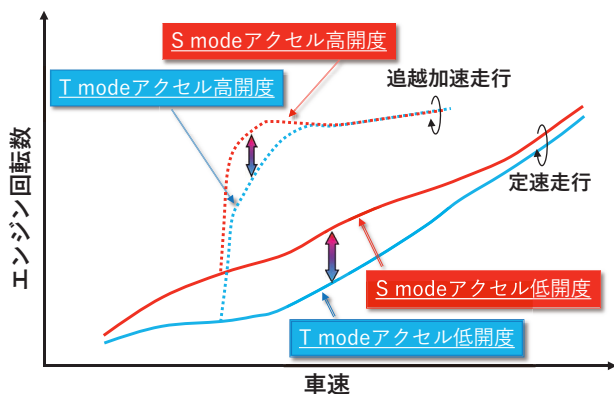 S modeアクセル高開度
T modeアクセル高開度
追越加速走行
定速走行
エンジン回転数
S modeアクセル低開度
T modeアクセル低開度
車速